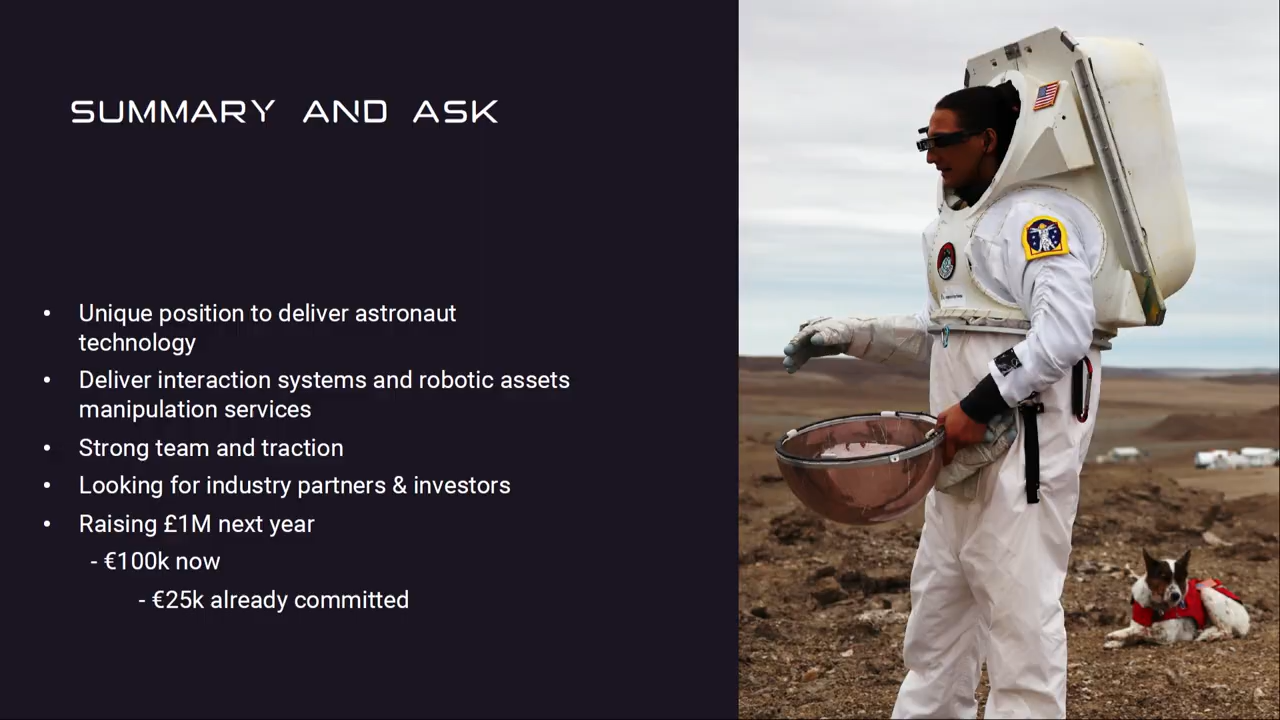 SUMMARY AND ASK
• Unique position to deliver astronaut
technology
• Deliver interaction systems and robotic assets
manipulation services
• Strong team and traction
• Looking for industry partners & investors
• Raising £1M next year
- €100k now
- €25k already committed